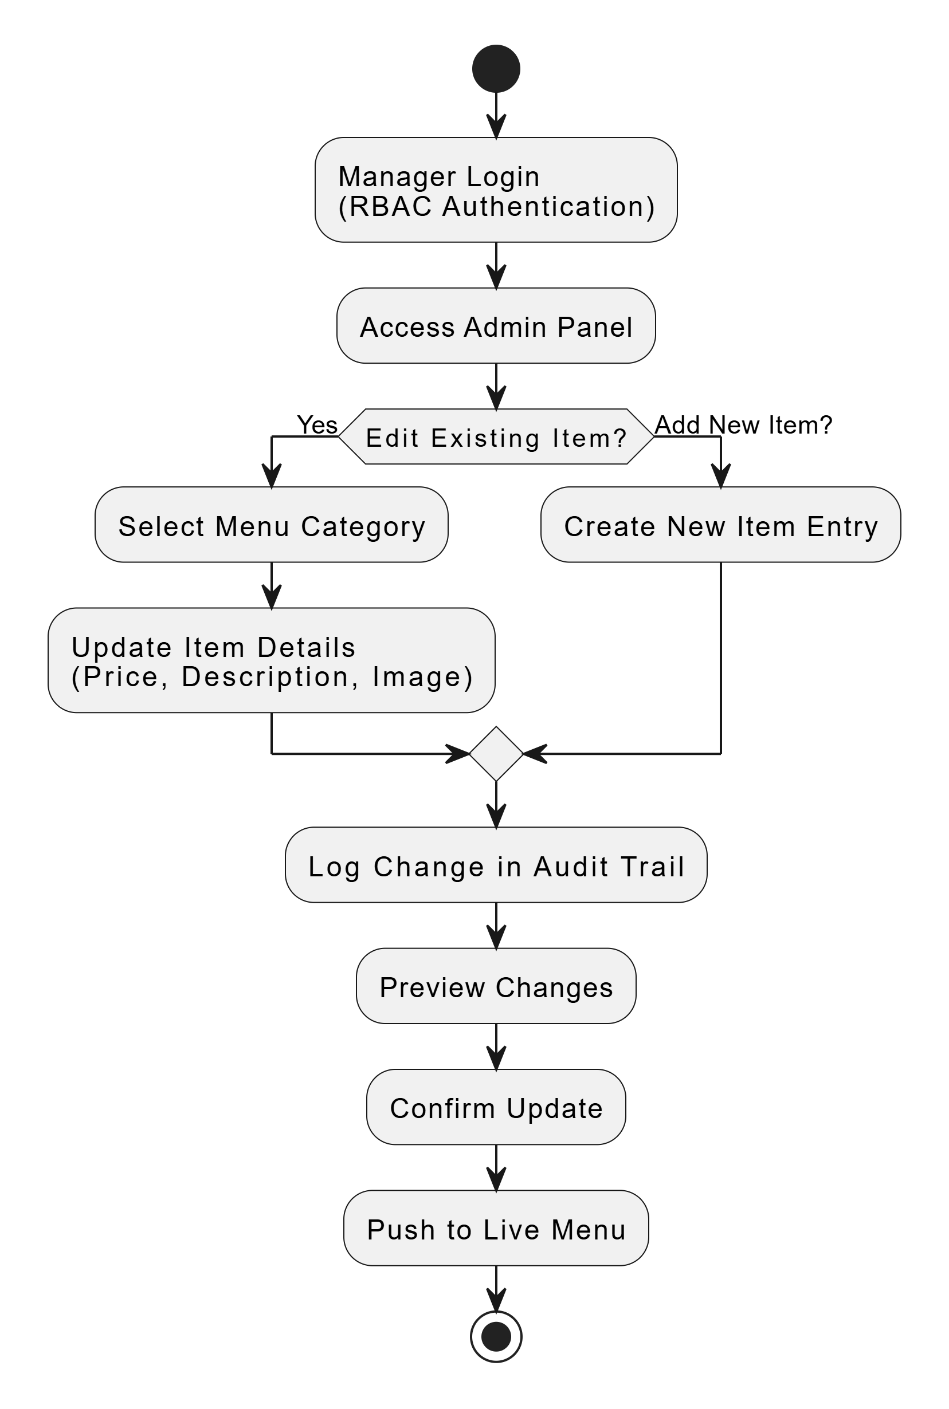 Manager Login
(RBAC Authentication)
Access Admin Panel
Yes
Edit Existing Item?
Add New Item?
Select Menu Category
Create New Item Entry
Update Item Details
(Price, Description, Image)
Log Change in Audit Trail
Preview Changes
Confirm Update
Push to Live Menu